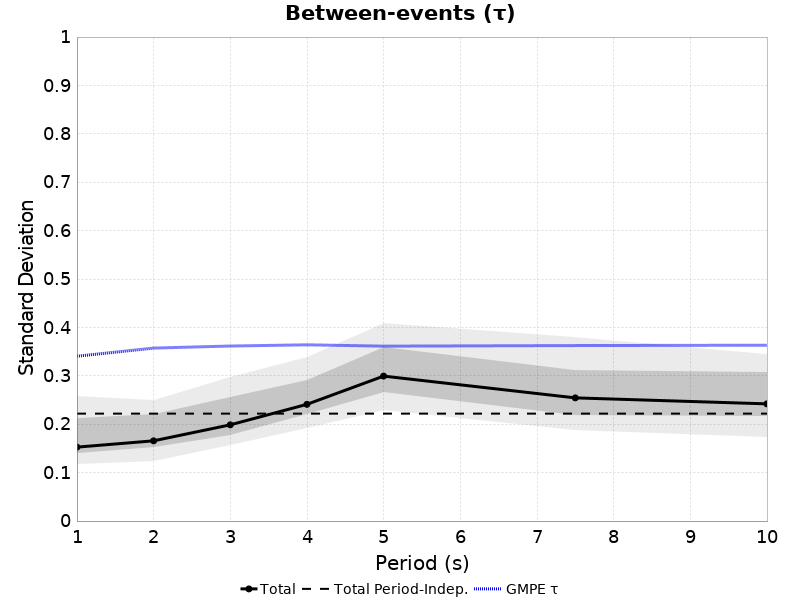 Between-events (τ)
Standard Deviation
1
0.9
0.8
0.7
0.6
0.5
0.4
0.3
0.2
0.1
0
1 2 3 4 5 6 7 8 9 10
Period (s)
Total Total Period-Indep. GMPE τ